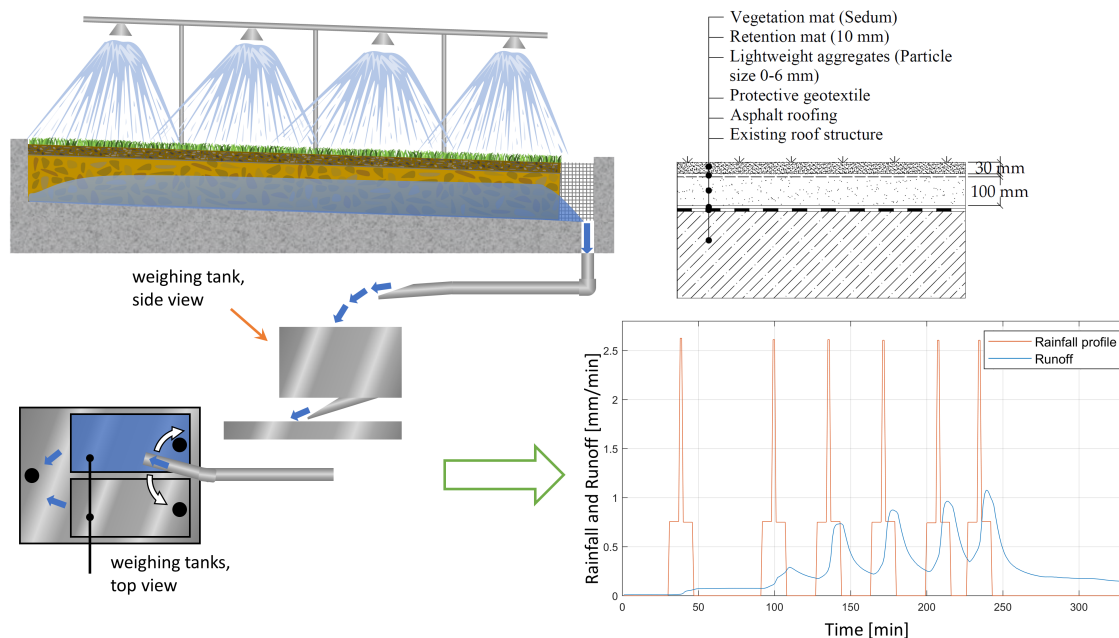 Vegetation mat (Sedum)
Retention mat (10 mm)
Lightweight aggregates (Particle
size 0-6 mm)
Protective geotextile
Asphalt roofing
Existing roof structure
30 mm
100 mm
weighing tank,
side view
weighing tanks,
top view
Rainfall and Runoff [mm/min]
2.5
2
1.5
1
0.5
0
Rainfall profile
Runoff
0 50 100 150 200 250 300
Time [min]